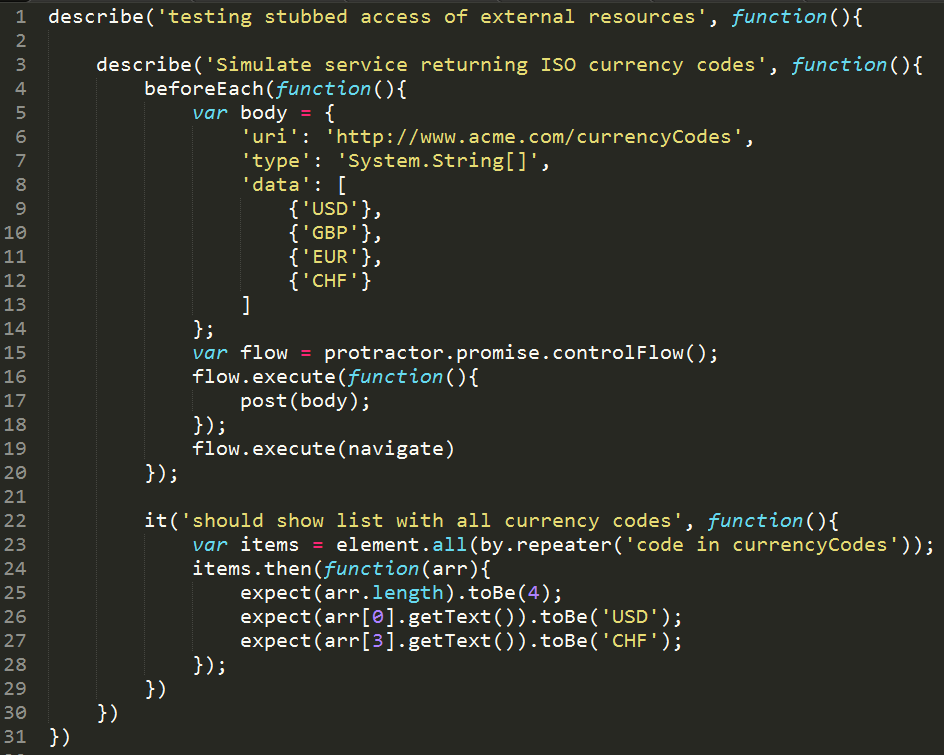 1 describe('testing stubbed access of external resources', function(){
2
3     describe('Simulate service returning ISO currency codes', function(){
4         beforeEach(function(){
5             var body = {
6                 'uri': 'http://www.acme.com/currencyCodes',
7                 'type': 'System.String[]',
8                 'data': [
9                     {'USD'},
10                     {'GBP'},
11                     {'EUR'},
12                     {'CHF'}
13                 ]
14             };
15             var flow = protractor.promise.controlFlow();
16             flow.execute(function(){
17                 post(body);
18             });
19             flow.execute(navigate)
20         });
21
22         it('should show list with all currency codes', function(){
23             var items = element.all(by.repeater('code in currencyCodes'));
24             items.then(function(arr){
25                 expect(arr.length).toBe(4);
26                 expect(arr[0].getText()).toBe('USD');
27                 expect(arr[3].getText()).toBe('CHF');
28             });
29         })
30     })
31 })